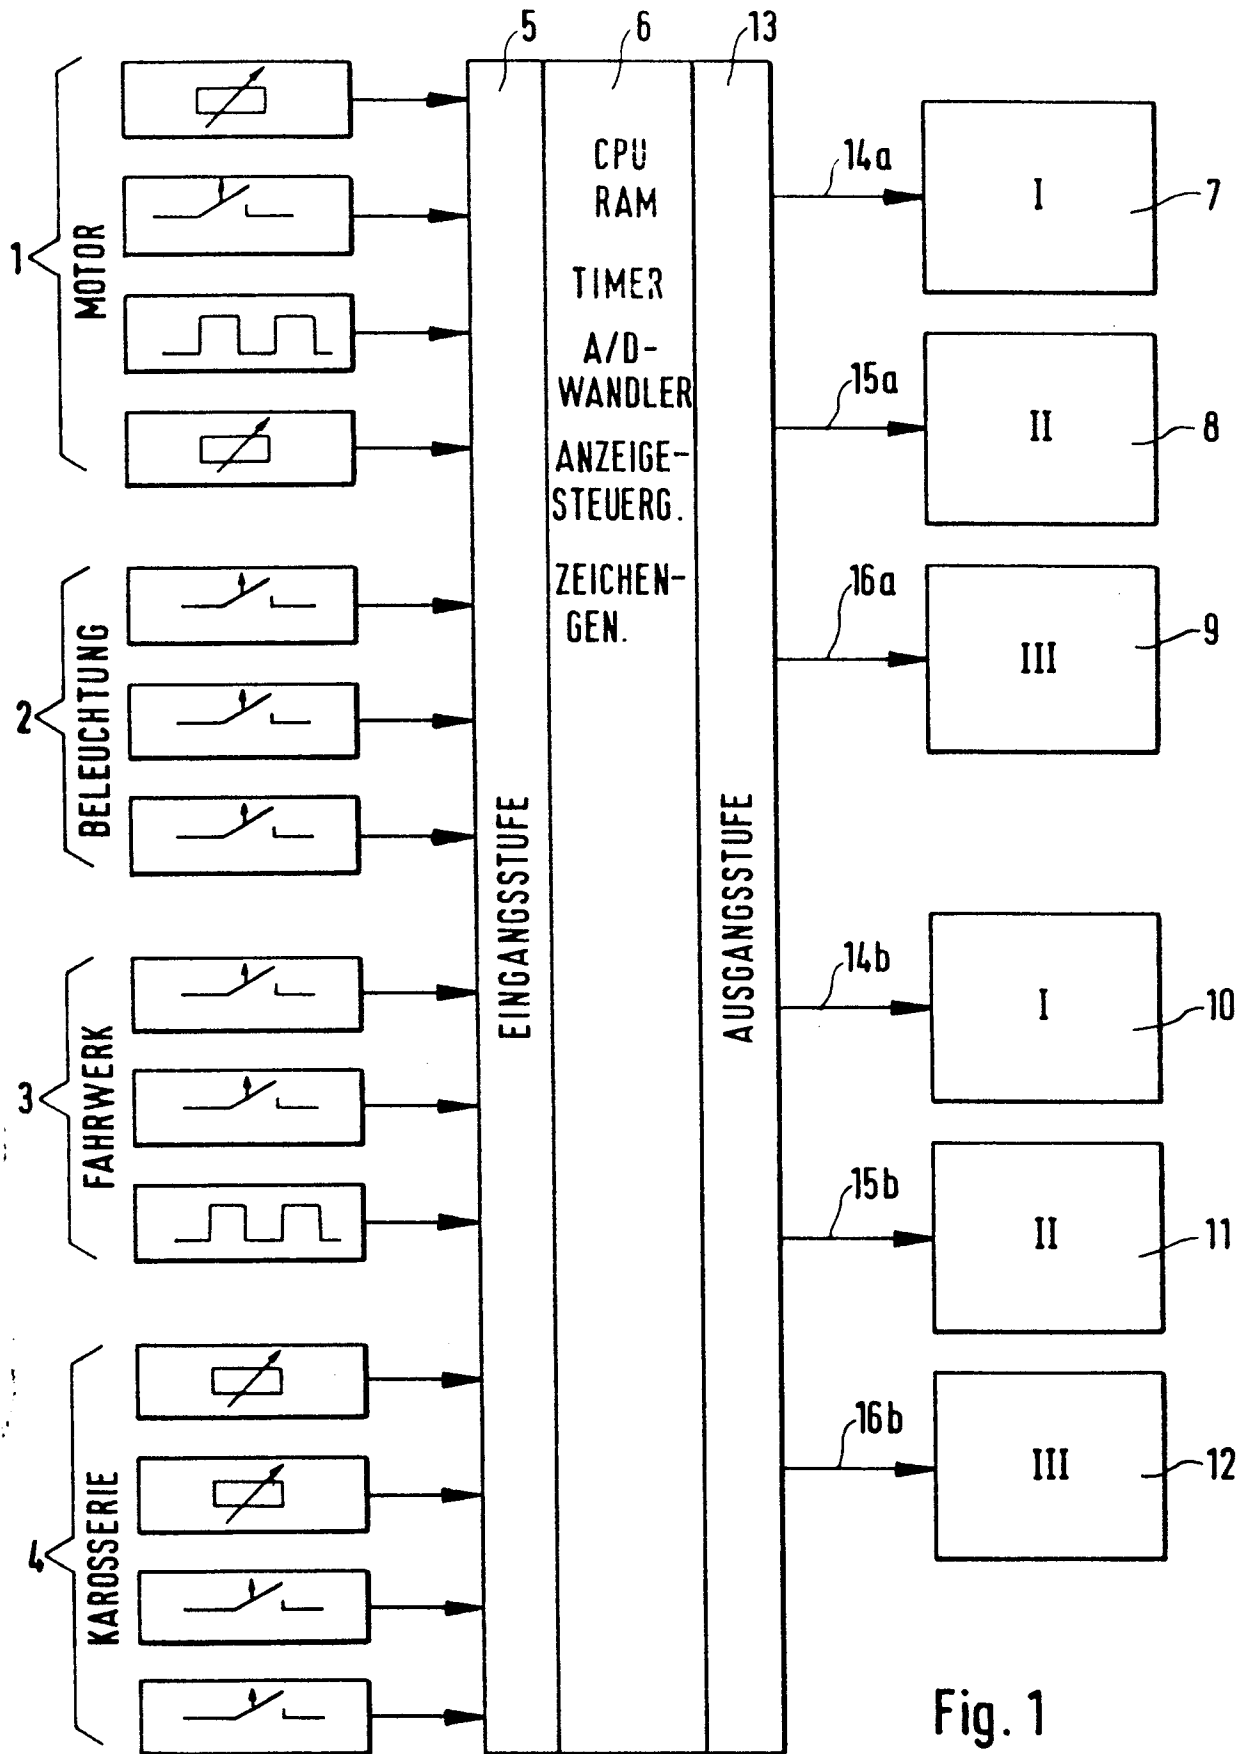 5
6
13
1
MOTOR
2
BELEUCHTUNG
3
FAHRWERK
4
KAROSSERIE
EINGANGSSTUFE
CPU
RAM
TIMER
A/D-
WANDLER
ANZEIGE-
STEUERG.
ZEICHEN-
GEN.
AUSGANGSSTUFE
14a
I
7
15a
II
8
16a
III
9
14b
I
10
15b
II
11
16b
III
12
Fig. 1